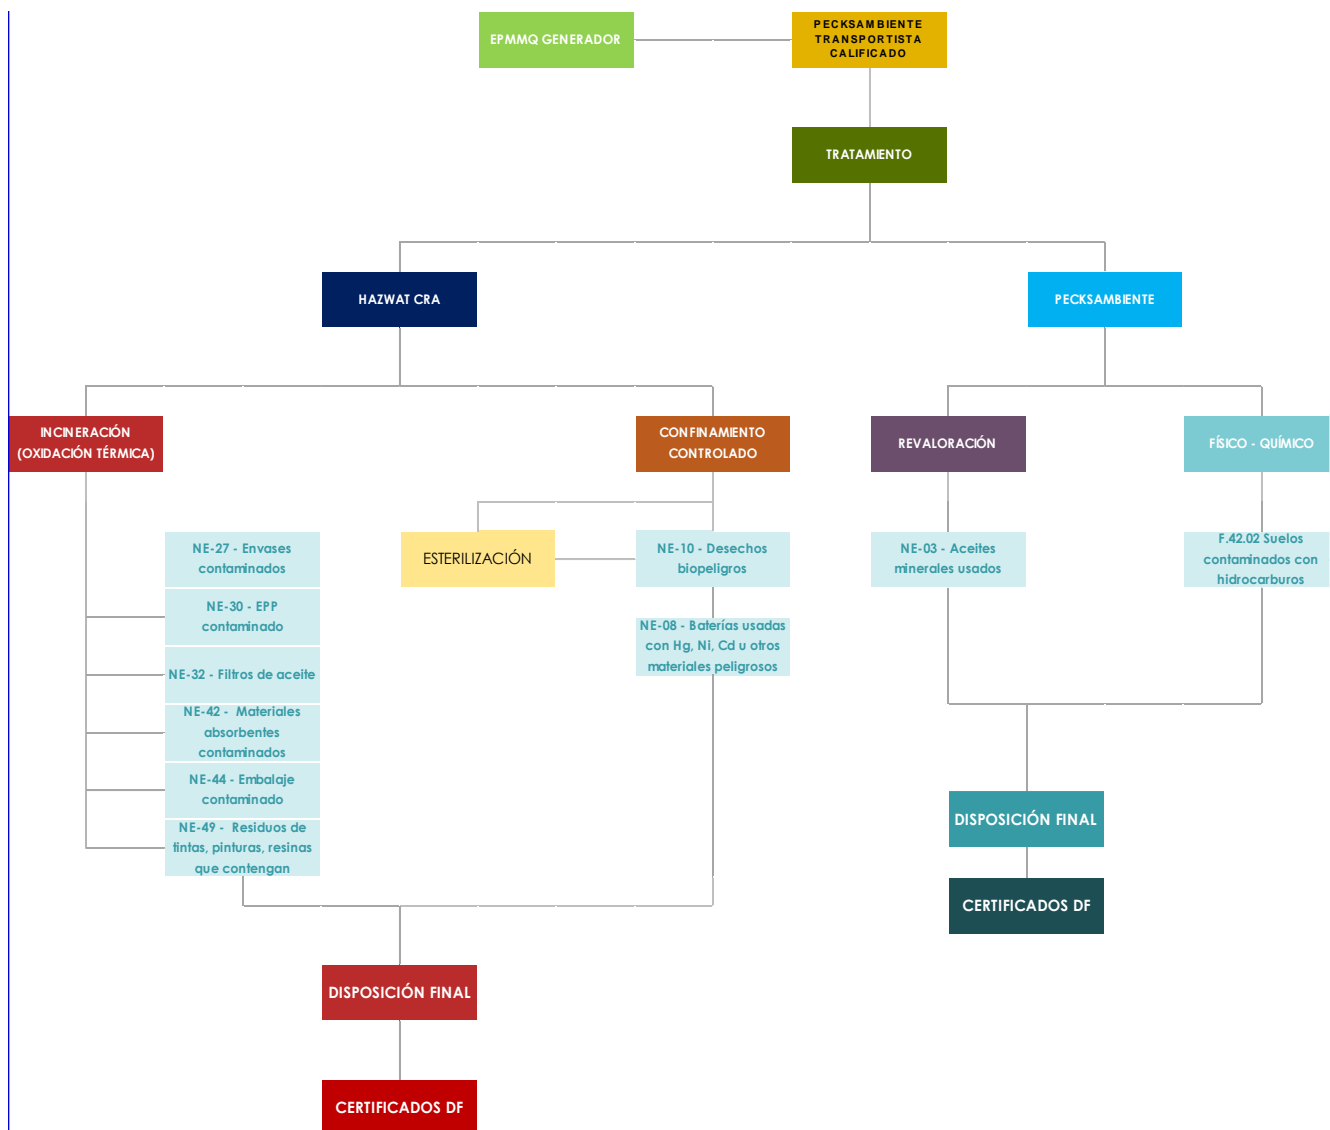 EPMMQ GENERADOR
PECKSAMBIENTE
TRANSPORTISTA
CALIFICADO
TRATAMIENTO
HAZWAT CRA
PECKSAMBIENTE
INCINERACIÓN
(OXIDACIÓN TÉRMICA)
CONFINAMIENTO
CONTROLADO
REVALORACIÓN
FÍSICO - QUÍMICO
NE-27 - Envases
contaminados
NE-30 - EPP
contaminado
NE-32 - Filtros de aceite
NE-42 -  Materiales
absorbentes
contaminados
NE-44 - Embalaje
contaminado
NE-49 -  Residuos de
tintas, pinturas, resinas
que contengan
ESTERILIZACIÓN
NE-10 - Desechos
biopeligros
NE-08 - Baterías usadas
con Hg, Ni, Cd u otros
materiales peligrosos
NE-03 - Aceites
minerales usados
F.42.02 Suelos
contaminados con
hidrocarburos
DISPOSICIÓN FINAL
CERTIFICADOS DF
DISPOSICIÓN FINAL
CERTIFICADOS DF